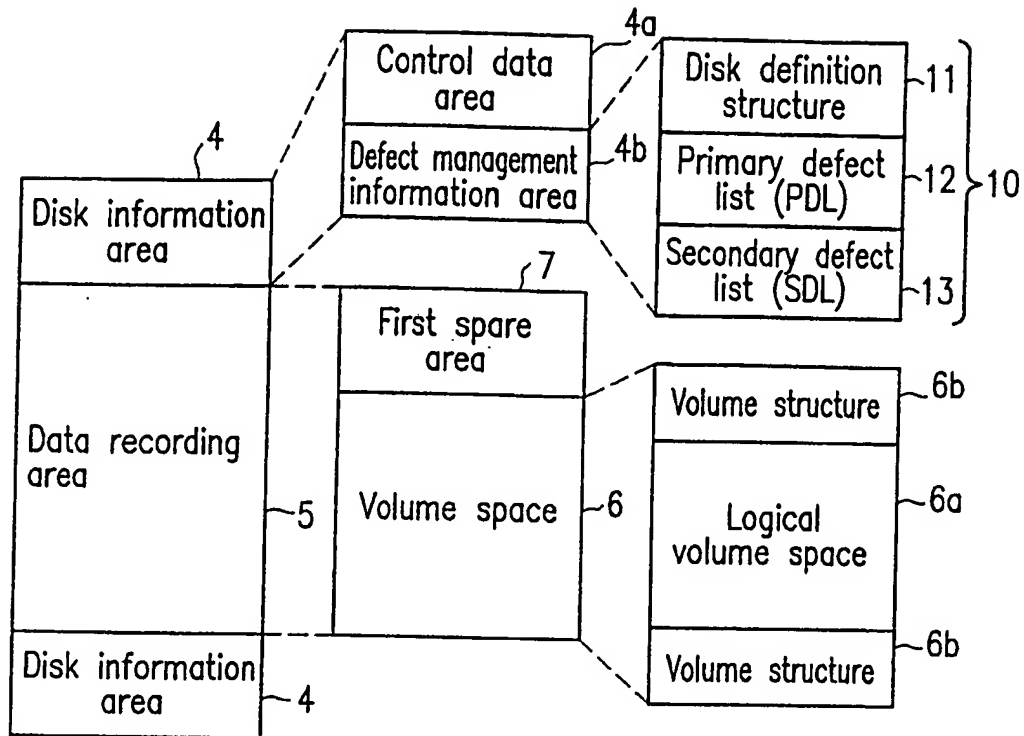 4
Disk information
area
Data recording
area
5
Disk information
area
4
4a
Control data
area
4b
Defect management
information area
7
First spare
area
Volume space
6
Disk definition
structure
11
Primary defect
list (PDL)
12
10
Secondary defect
list (SDL)
13
Volume structure
6b
Logical
volume space
6a
Volume structure
6b